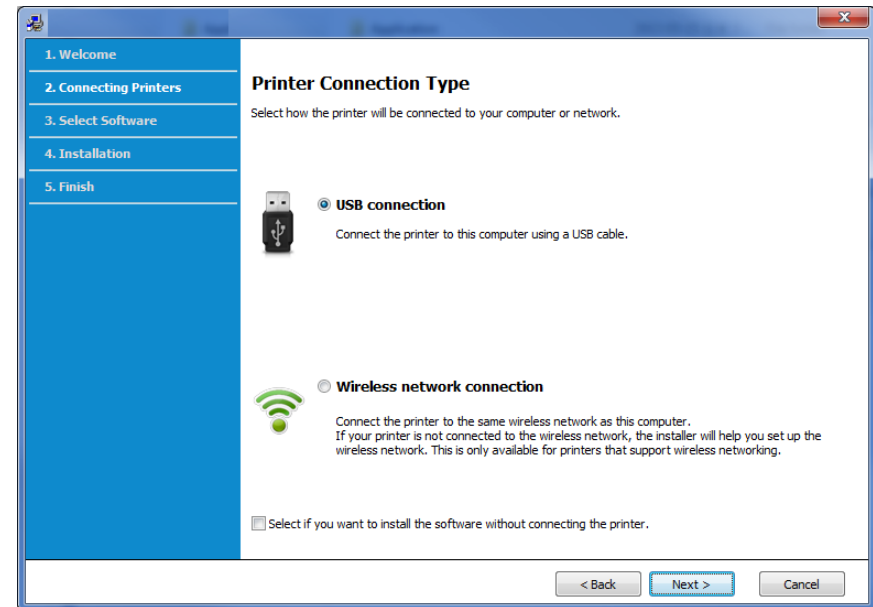 1. Welcome
2. Connecting Printers
3. Select Software
4. Installation
5. Finish
Printer Connection Type
Select how the printer will be connected to your computer or network.
USB connection
Connect the printer to this computer using a USB cable.
Wireless network connection
Connect the printer to the same wireless network as this computer.
If your printer is not connected to the wireless network, the installer will help you set up the
wireless network. This is only available for printers that support wireless networking.
Select if you want to install the software without connecting the printer.
< Back
Next >
Cancel